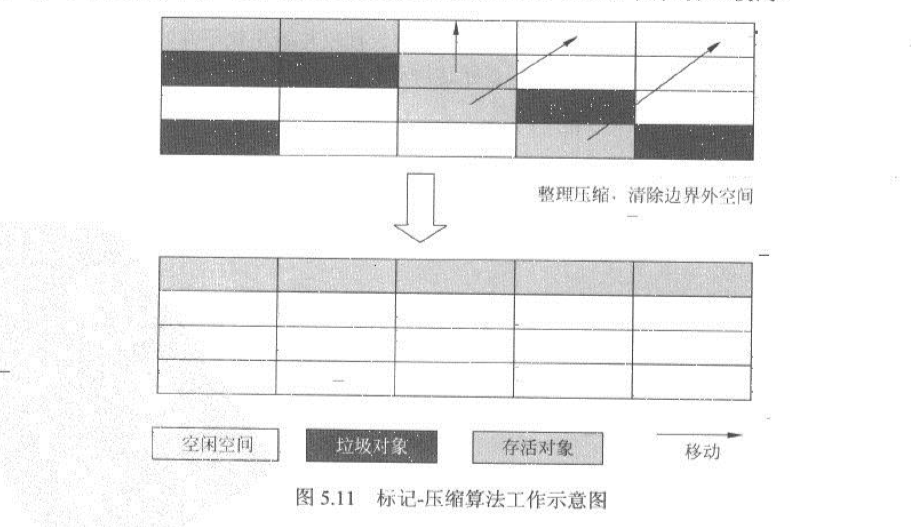 整理压缩，清除边界外空间
空闲空间
垃圾对象
存活对象
移动
图 5.11 标记-压缩算法工作示意图